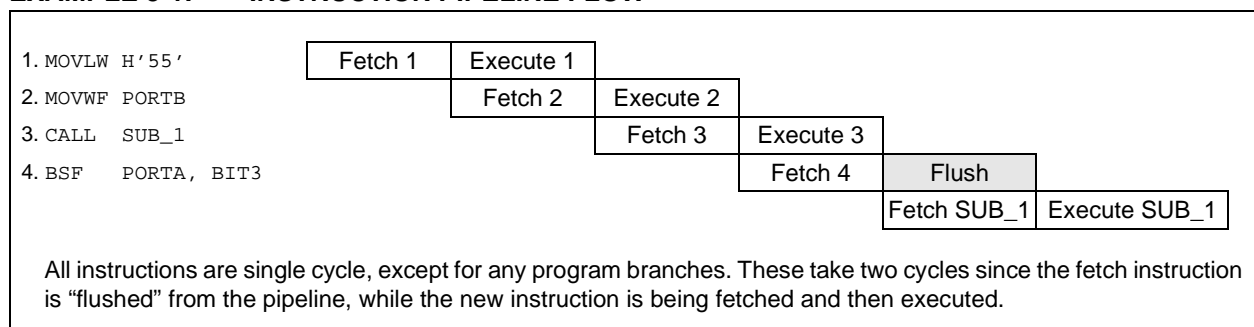 1. MOVLW H'55' Fetch 1 Execute 1
2. MOVWF PORTB Fetch 2 Execute 2
3. CALL SUB_1 Fetch 3 Execute 3
4. BSF PORTA, BIT3 Fetch 4 Flush
Fetch SUB_1 Execute SUB_1
All instructions are single cycle, except for any program branches. These take two cycles since the fetch instruction
is “flushed” from the pipeline, while the new instruction is being fetched and then executed.